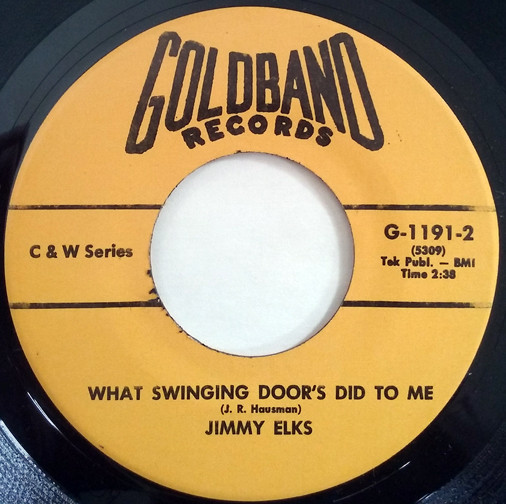 GOLDBAND
RECORDS
C & W Series
G-1191-2
(5309)
Tek Publ. — BMI
Time 2:38
WHAT SWINGING DOOR'S DID TO ME
(J. R. Hausman)
JIMMY ELKS